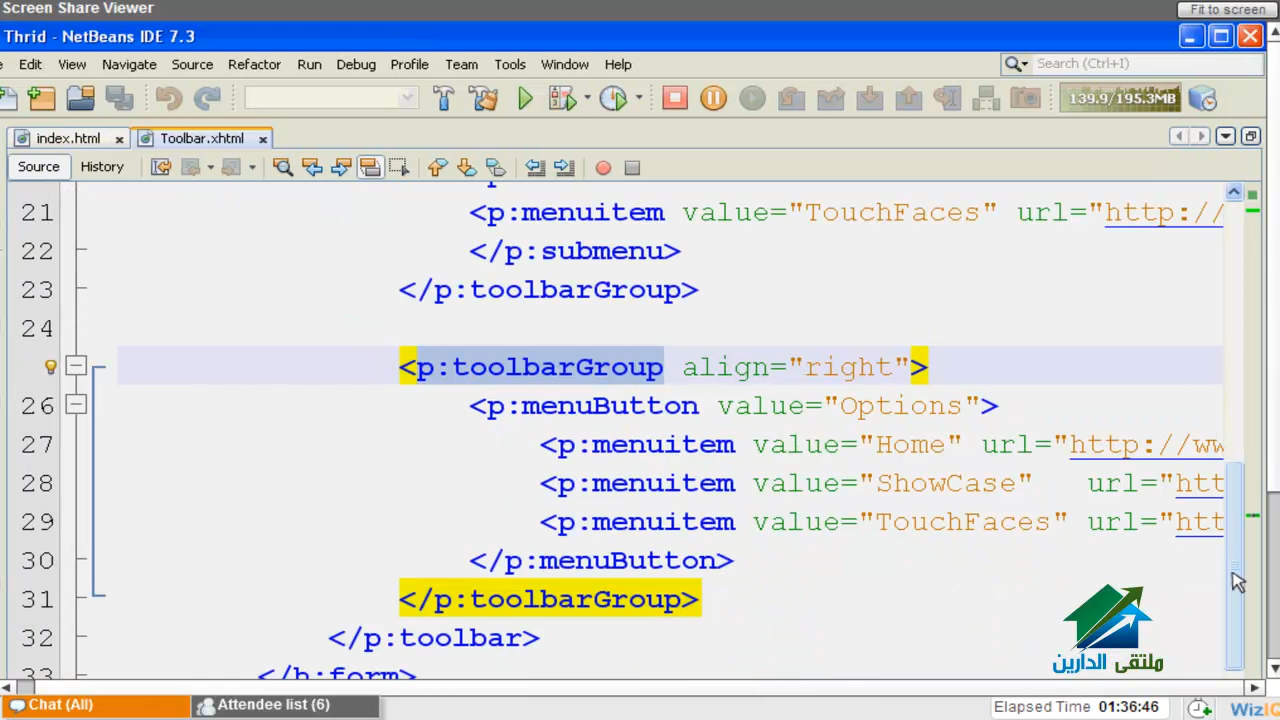 Screen Share Viewer
Fit to screen
Thrid - NetBeans IDE 7.3
Edit View Navigate Source Refactor Run Debug Profile Team Tools Window Help
Search (Ctrl+I)
139.9/195.3MB
index.html Toolbar.xhtml
Source History
21 <p:menuitem value="TouchFaces" url="http://
22 </p:submenu>
23 </p:toolbarGroup>
24
<p:toolbarGroup align="right">
26 <p:menuButton value="Options">
27 <p:menuitem value="Home" url="http://ww
28 <p:menuitem value="ShowCase" url="htt
29 <p:menuitem value="TouchFaces" url="htt
30 </p:menuButton>
31 </p:toolbarGroup>
32 </p:toolbar>
33 </h:form>
ملتقى الدارين
Chat (All) Attendee list (6)
Elapsed Time 01:36:46
WizIQ